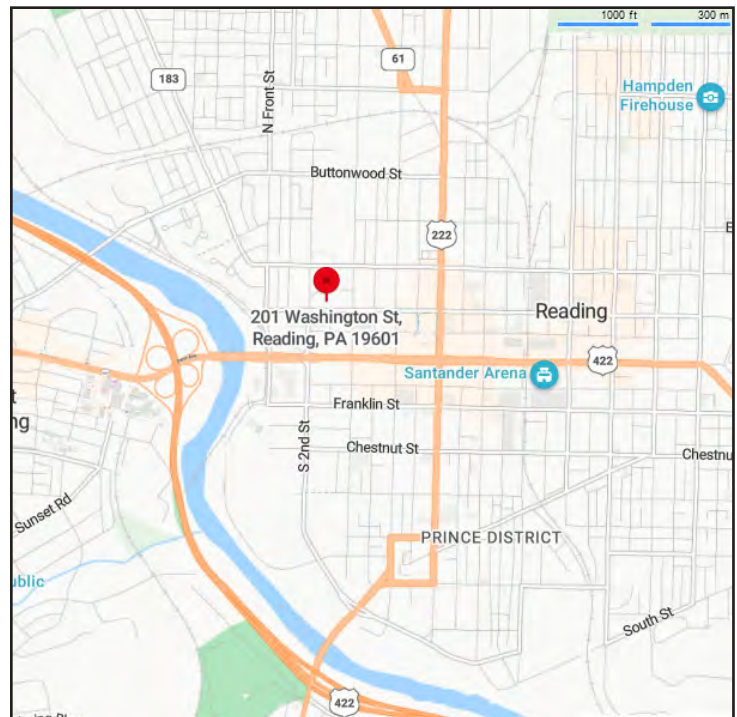 1000 ft
300 m
61
183
Hampden
Firehouse
N Front St
Buttonwood St
222
201 Washington St,
Reading, PA 19601
Reading
422
Santander Arena
Franklin St
S 2nd St
Chestnut St
Chestnu
Sunset Rd
PRINCE DISTRICT
ublic
South St
422